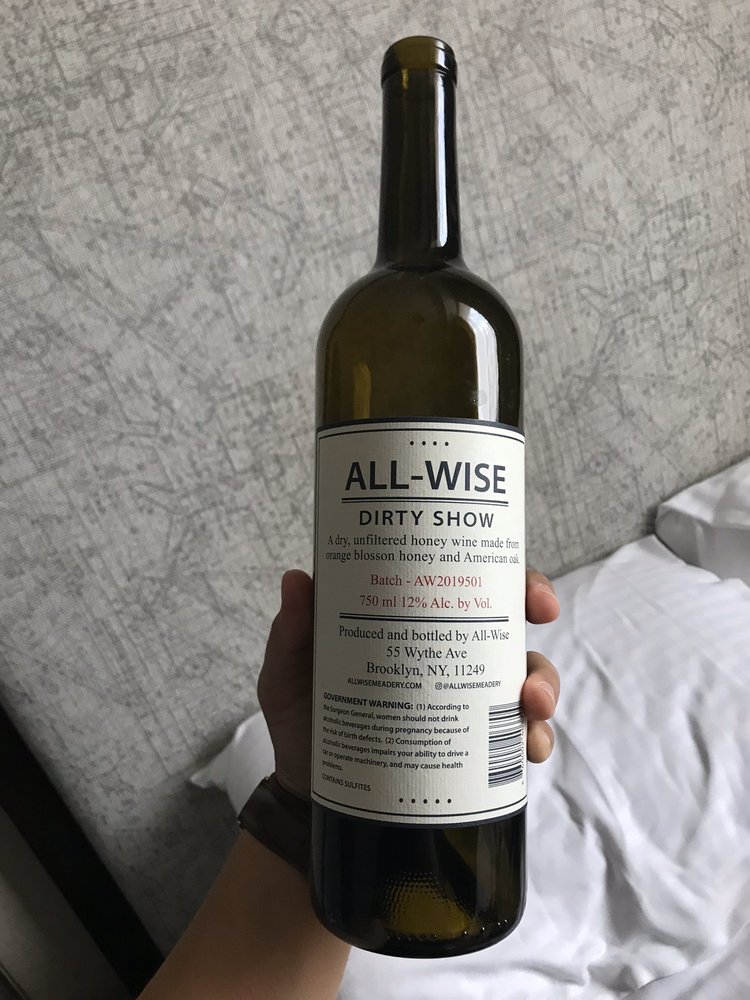 ALL-WISE
DIRTY SHOW
A dry, unfiltered honey wine made from
orange blosson honey and American oak.
Batch - AW2019501
750 ml 12% Alc. by Vol.
Produced and bottled by All-Wise
55 Wythe Ave
Brooklyn, NY, 11249
ALLWISEMEADERY.COM @ALLWISEMEADERY
GOVERNMENT WARNING: (1) According to
the Surgeon General, women should not drink
alcoholic beverages during pregnancy because of
the risk of birth defects. (2) Consumption of
alcoholic beverages impairs your ability to drive a
car or operate machinery, and may cause health
problems.
CONTAINS SULFITES